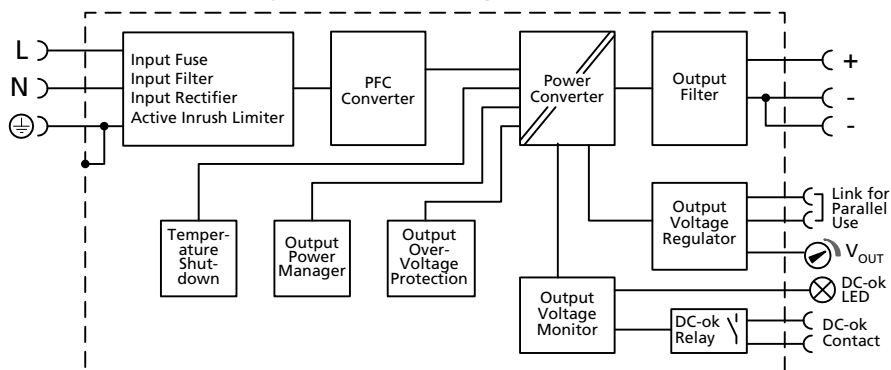 L
N
Input Fuse
Input Filter
Input Rectifier
Active Inrush Limiter
PFC
Converter
Power
Converter
Output
Filter
+
-
-
Temper-
ature
Shut-
down
Output
Power
Manager
Output
Over-
Voltage
Protection
Output
Voltage
Regulator
Link for
Parallel
Use
VOUT
Output
Voltage
Monitor
DC-ok
LED
DC-ok
Relay
DC-ok
Contact